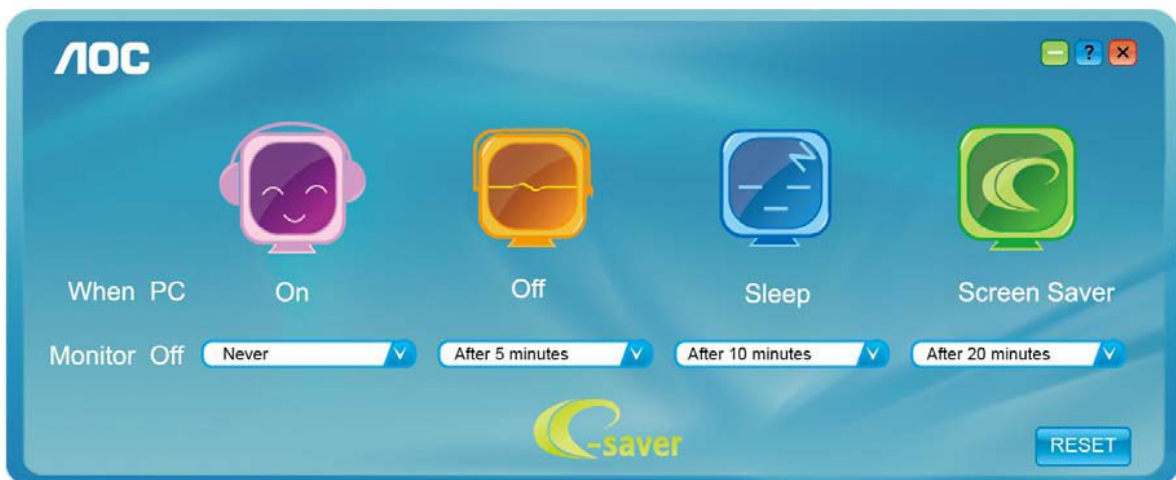 AOC
?
When PC On Off Sleep Screen Saver
Monitor Off Never After 5 minutes After 10 minutes After 20 minutes
e-saver
RESET